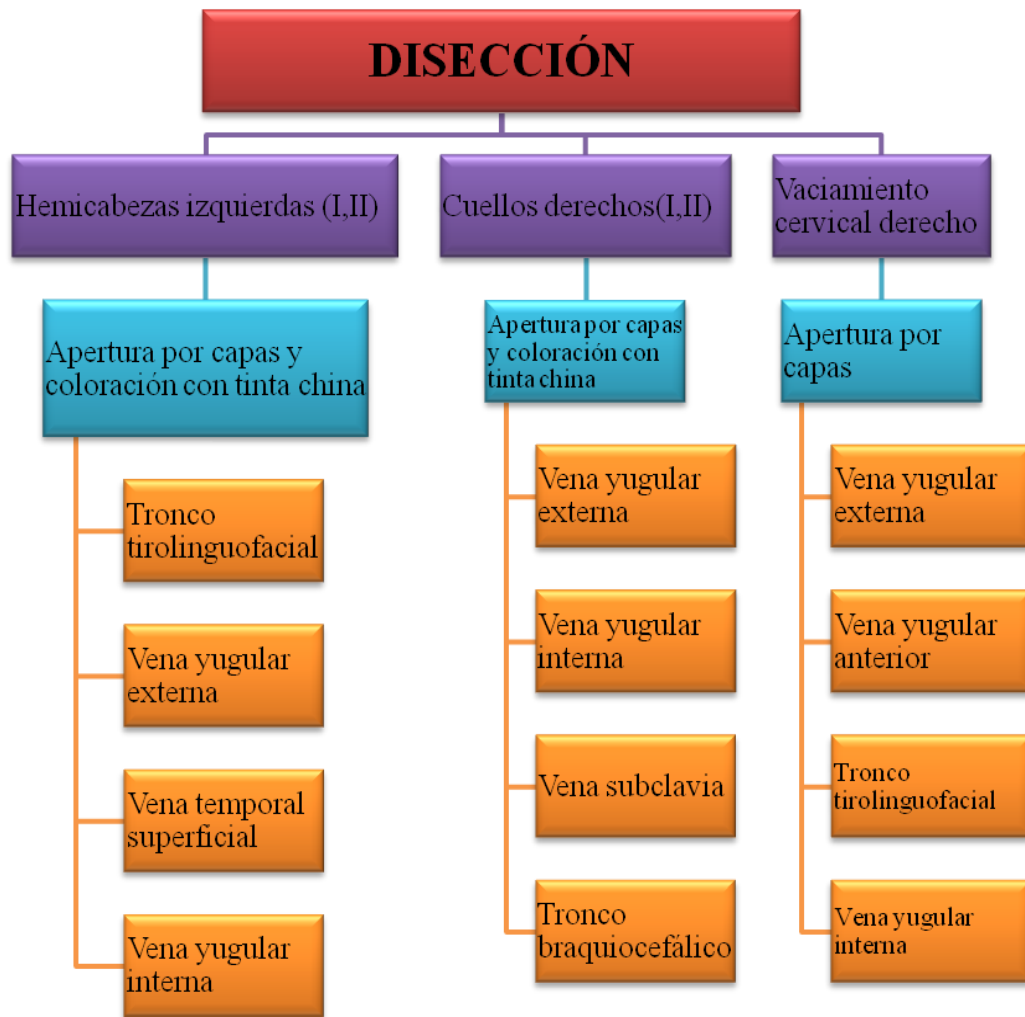 DISECCIÓN
Hemicabezas izquierdas (I,II)
Apertura por capas y
coloración con tinta china
Tronco
tirolinguofacial
Vena yugular
externa
Vena temporal
superficial
Vena yugular
interna
Cuellos derechos(I,II)
Apertura por capas
y coloración con
tinta china
Vena yugular
externa
Vena yugular
interna
Vena subclavia
Tronco
braquiocefálico
Vaciamiento
cervical derecho
Apertura por
capas
Vena yugular
externa
Vena yugular
anterior
Tronco
tirolinguofacial
Vena yugular
interna